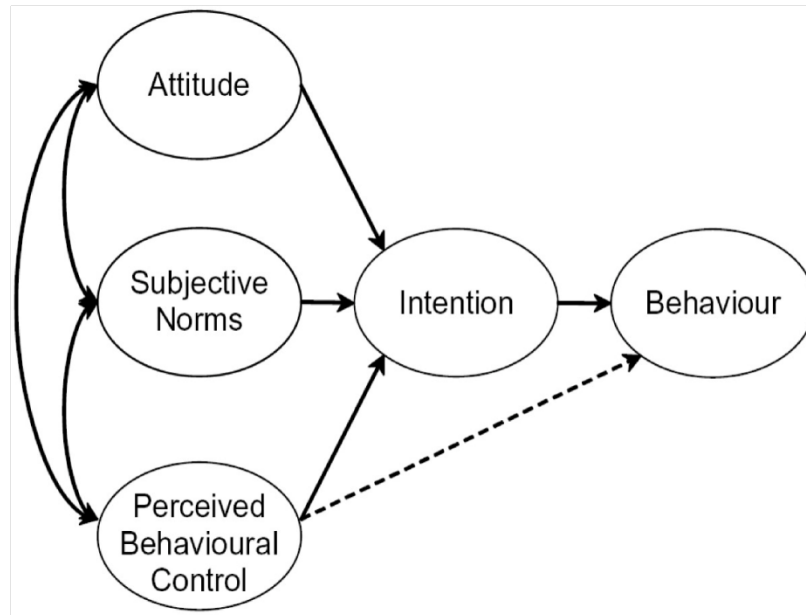 Attitude
Subjective
Norms
Intention
Behaviour
Perceived
Behavioural
Control